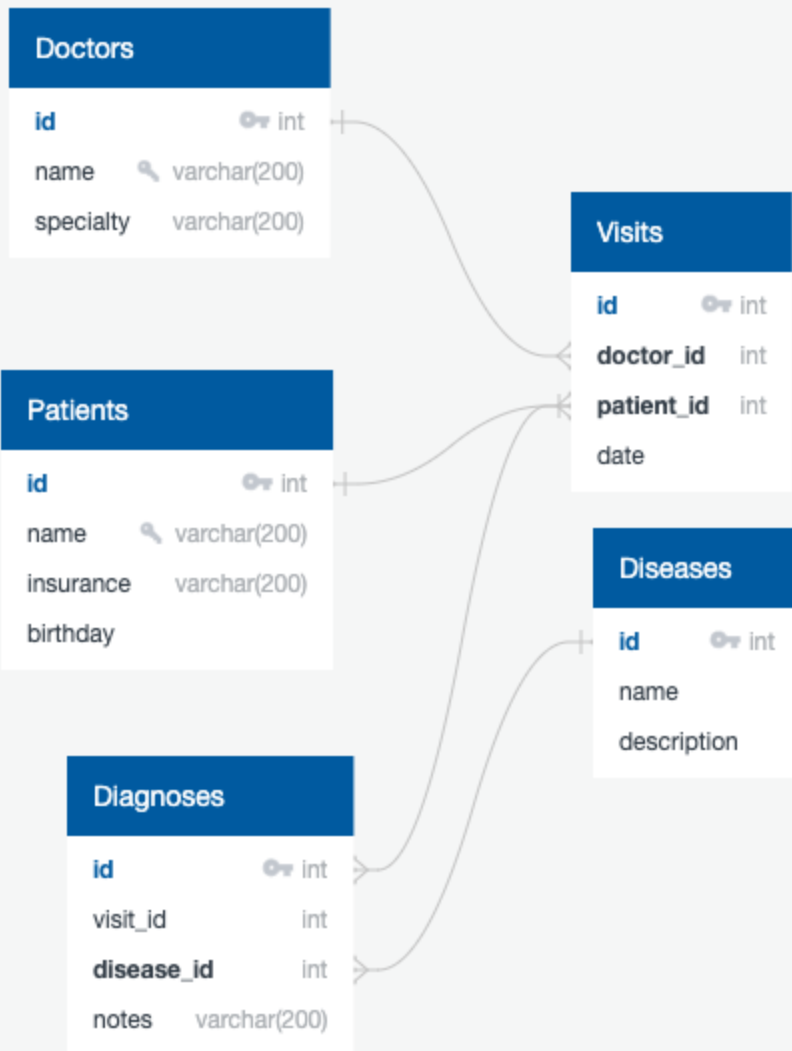 Doctors
id int
name varchar(200)
specialty varchar(200)
Visits
id int
doctor_id int
patient_id int
date
Patients
id int
name varchar(200)
insurance varchar(200)
birthday
Diseases
id int
name
description
Diagnoses
id int
visit_id int
disease_id int
notes varchar(200)